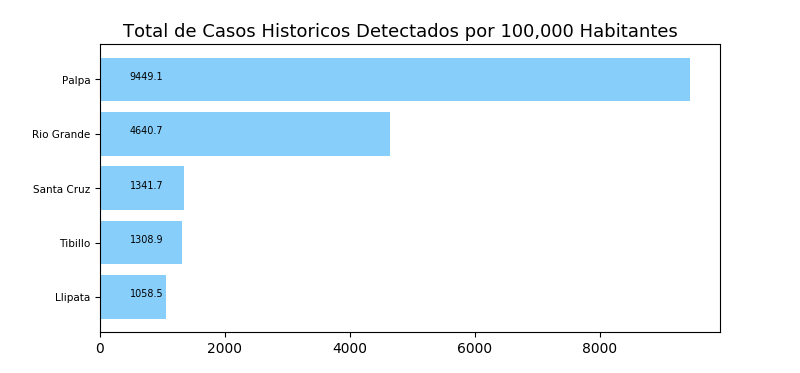 Total de Casos Historicos Detectados por 100,000 Habitantes
Palpa 9449.1
Rio Grande 4640.7
Santa Cruz 1341.7
Tibillo 1308.9
Llipata 1058.5
0 2000 4000 6000 8000